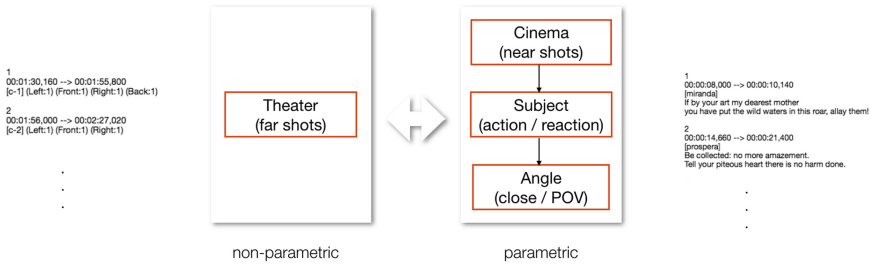 1
00:01:30,160 --> 00:01:55,800
[c-1] (Left:1) (Front:1) (Right:1) (Back:1)
2
00:01:56,000 --> 00:02:27,020
[c-2] (Left:1) (Front:1) (Right:1)
.
.
.
Theater
(far shots)
non-parametric
Cinema
(near shots)
Subject
(action / reaction)
Angle
(close / POV)
parametric
1
00:00:08,000 --> 00:00:10,140
[miranda]
If by your art my dearest mother
you have put the wild waters in this roar, allay them!
2
00:00:14,660 --> 00:00:21,400
[prospera]
Be collected: no more amazement.
Tell your piteous heart there is no harm done.
.
.
.